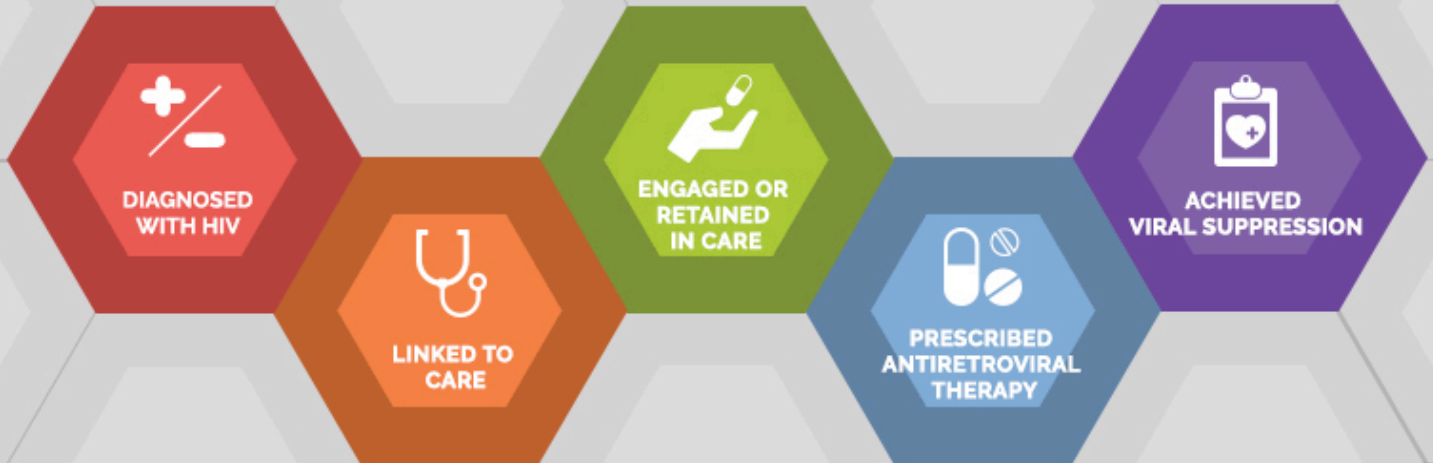 DIAGNOSED
WITH HIV
LINKED TO
CARE
ENGAGED OR
RETAINED
IN CARE
PRESCRIBED
ANTIRETROVIRAL
THERAPY
ACHIEVED
VIRAL SUPPRESSION